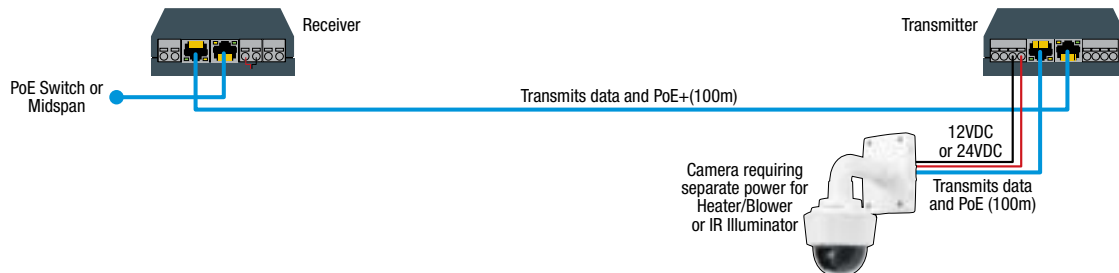 Receiver
Transmitter
PoE Switch or
Midspan
Transmits data and PoE+(100m)
12VDC
or 24VDC
Camera requiring
separate power for
Heater/Blower
or IR Illuminator
Transmits data
and PoE (100m)